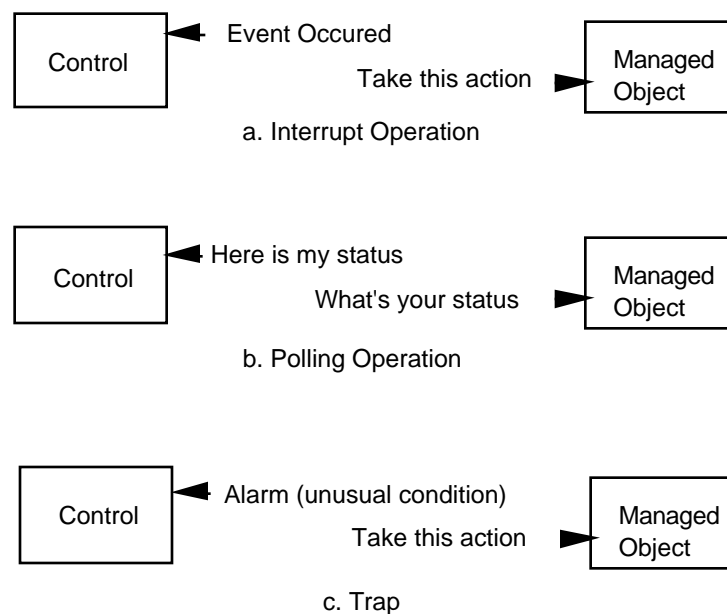 Control
Event Occured
Take this action
Managed
Object
a. Interrupt Operation
Control
Here is my status
What's your status
Managed
Object
b. Polling Operation
Control
Alarm (unusual condition)
Take this action
Managed
Object
c. Trap